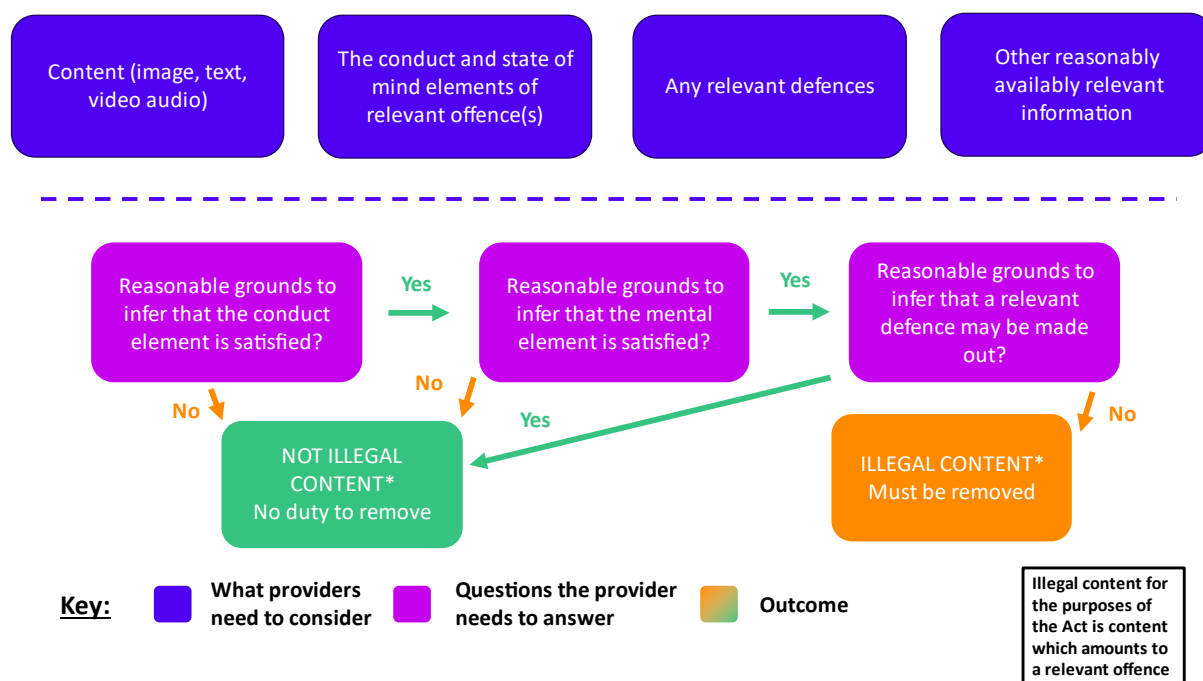 Content (image, text,
video audio)
The conduct and state of
mind elements of
relevant offence(s)
Any relevant defences
Other reasonably
availably relevant
information
Reasonable grounds to
infer that the conduct
element is satisfied?
Yes
Reasonable grounds to
infer that the mental
element is satisfied?
Yes
Reasonable grounds to
infer that a relevant
defence may be made
out?
No
No
Yes
No
NOT ILLEGAL
CONTENT*
No duty to remove
ILLEGAL CONTENT*
Must be removed
Key:
What providers
need to consider
Questions the provider
needs to answer
Outcome
Illegal content for
the purposes of
the Act is content
which amounts to
a relevant offence